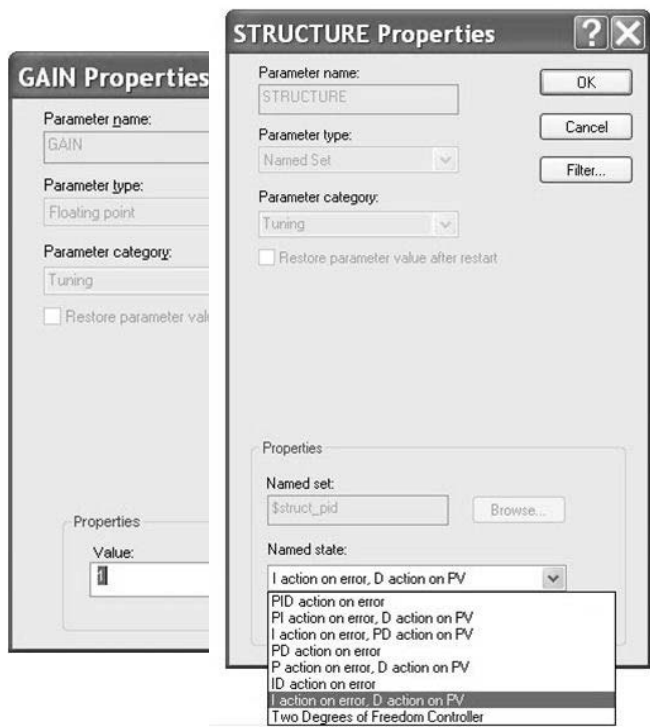 GAIN Properties
Parameter name:
GAIN
Parameter type:
Floating point
Parameter category:
Tuning
Restore parameter val
Properties
Value:
STRUCTURE Properties
Parameter name:
STRUCTURE
OK
Parameter type:
Cancel
Named Set
Filter...
Parameter category:
Tuning
Restore parameter value after restart
Properties
Named set:
$struct_pid
Browse...
Named state:
I action on error, D action on PV
PID action on error
PI action on error, D action on PV
I action on error, PD action on PV
PD action on error
P action on error, D action on PV
ID action on error
I action on error, D action on PV
Two Degrees of Freedom Controller